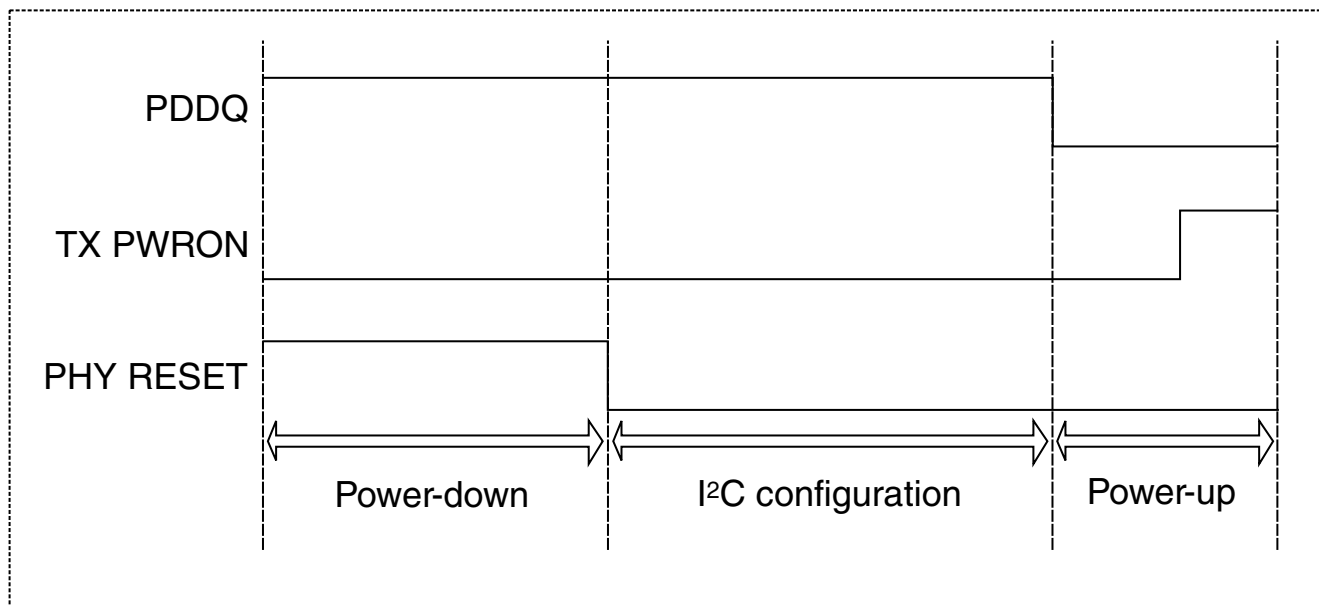 PDDQ
TX PWRON
PHY RESET
Power-down
I²C configuration
Power-up